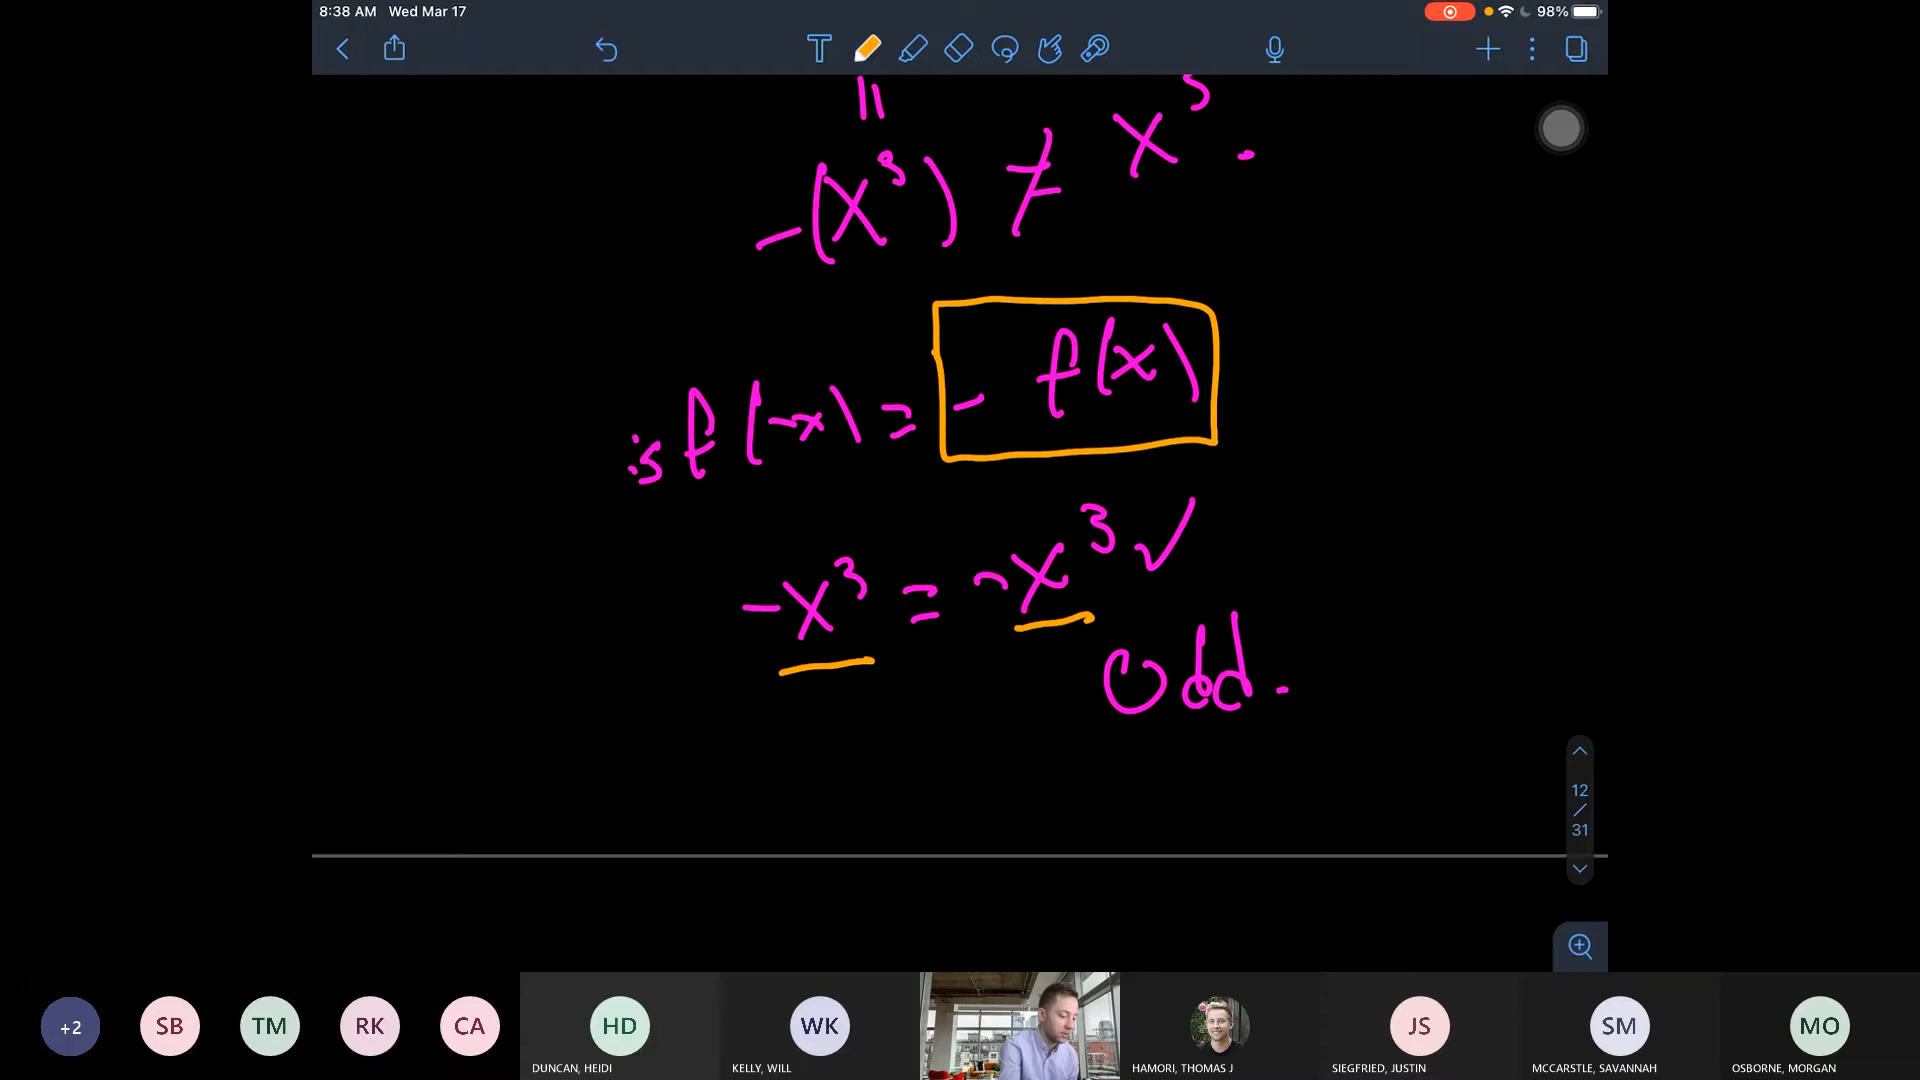 8:38 AM Wed Mar 17
98%
T
=
-(x³) ≠ x³.
is f(-x) = - f(x)
-x³ = -x³ ✓
Odd.
12
/
31
+2
SB
TM
RK
CA
HD
WK
JS
SM
MO
DUNCAN, HEIDI
KELLY, WILL
HAMORI, THOMAS J
SIEGFRIED, JUSTIN
MCCARSTLE, SAVANNAH
OSBORNE, MORGAN